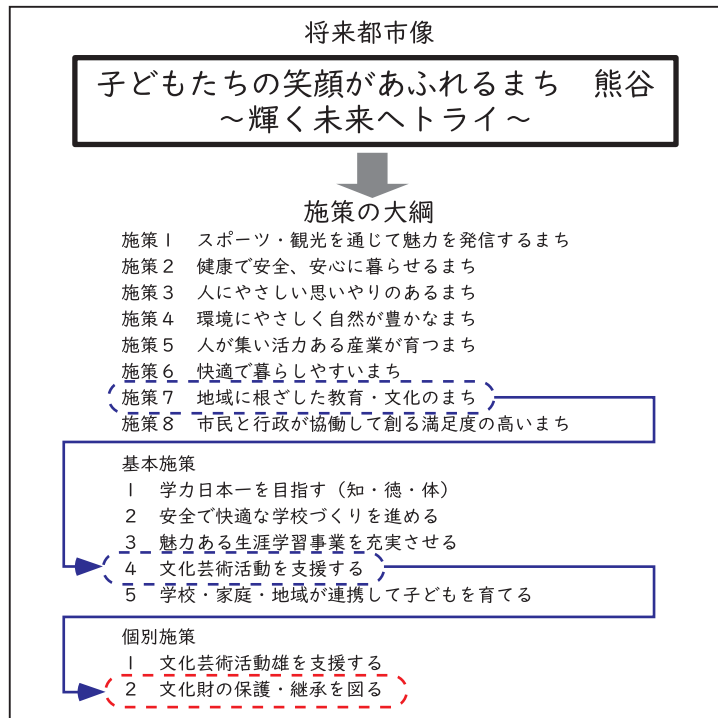 将来都市像
子どもたちの笑顔があふれるまち　熊谷
～輝く未来へトライ～
施策の大綱
施策1　スポーツ・観光を通じて魅力を発信するまち
施策2　健康で安全、安心に暮らせるまち
施策3　人にやさしい思いやりのあるまち
施策4　環境にやさしく自然が豊かなまち
施策5　人が集い活力ある産業が育つまち
施策6　快適で暮らしやすいまち
施策7　地域に根ざした教育・文化のまち
施策8　市民と行政が協働して創る満足度の高いまち
基本施策
1　学力日本一を目指す（知・徳・体）
2　安全で快適な学校づくりを進める
3　魅力ある生涯学習事業を充実させる
4　文化芸術活動を支援する
5　学校・家庭・地域が連携して子どもを育てる
個別施策
1　文化芸術活動雄を支援する
2　文化財の保護・継承を図る